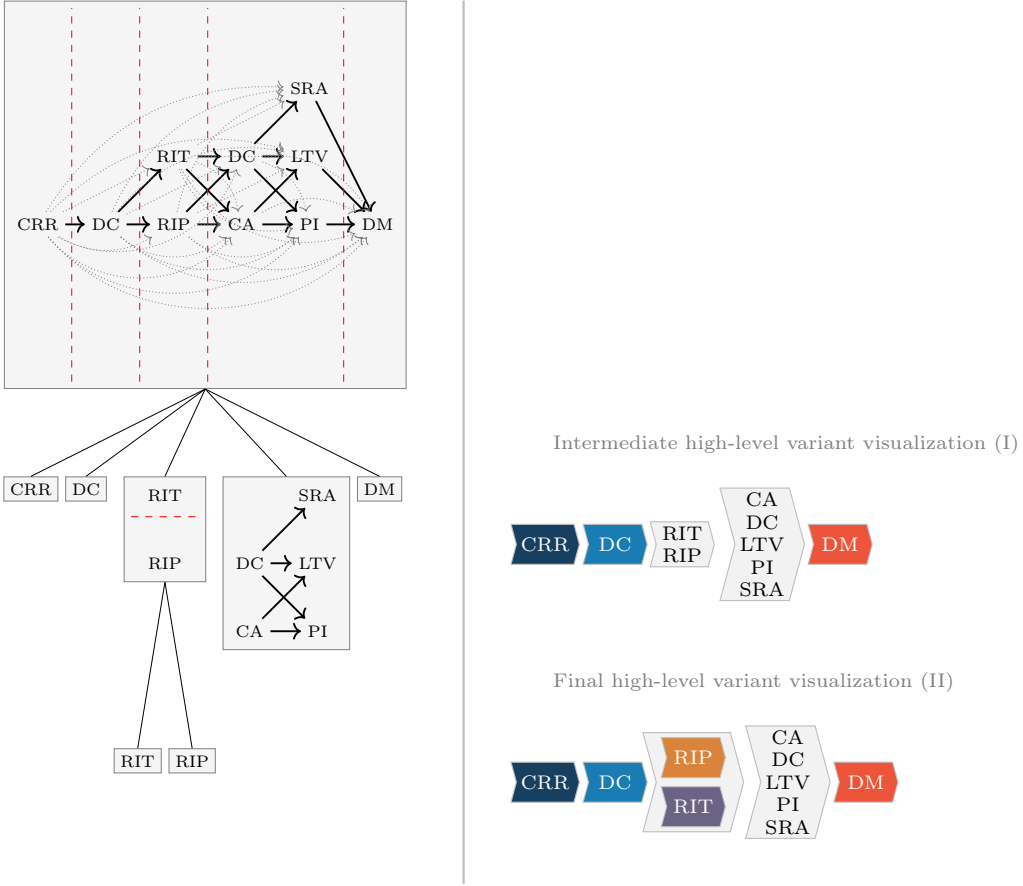 SRA
RIT DC LTV
CRR DC RIP CA PI DM
CRR DC RIT SRA DM
RIP DC LTV
CA PI
RIT RIP
Intermediate high-level variant visualization (I)
CRR DC RIT RIP CA DC LTV PI SRA DM
Final high-level variant visualization (II)
CRR DC RIP RIT CA DC LTV PI SRA DM